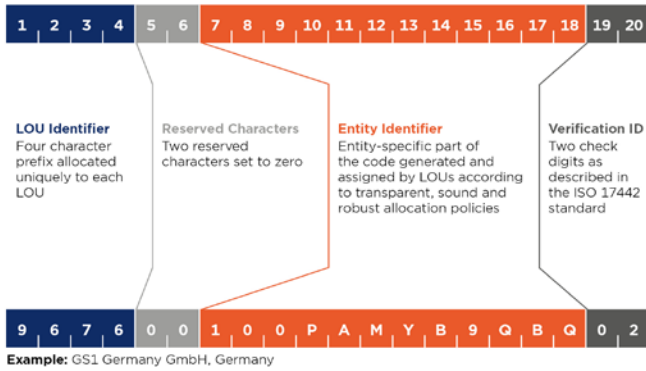 1 2 3 4 5 6 7 8 9 10 11 12 13 14 15 16 17 18 19 20
LOU Identifier
Four character
prefix allocated
uniquely to each
LOU
Reserved Characters
Two reserved
characters set to zero
Entity Identifier
Entity-specific part of
the code generated and
assigned by LOUs according
to transparent, sound and
robust allocation policies
Verification ID
Two check
digits as
described in
the ISO 17442
standard
9 6 7 6 0 0 1 0 0 P A M Y B 9 Q B Q 0 2
Example: GS1 Germany GmbH, Germany